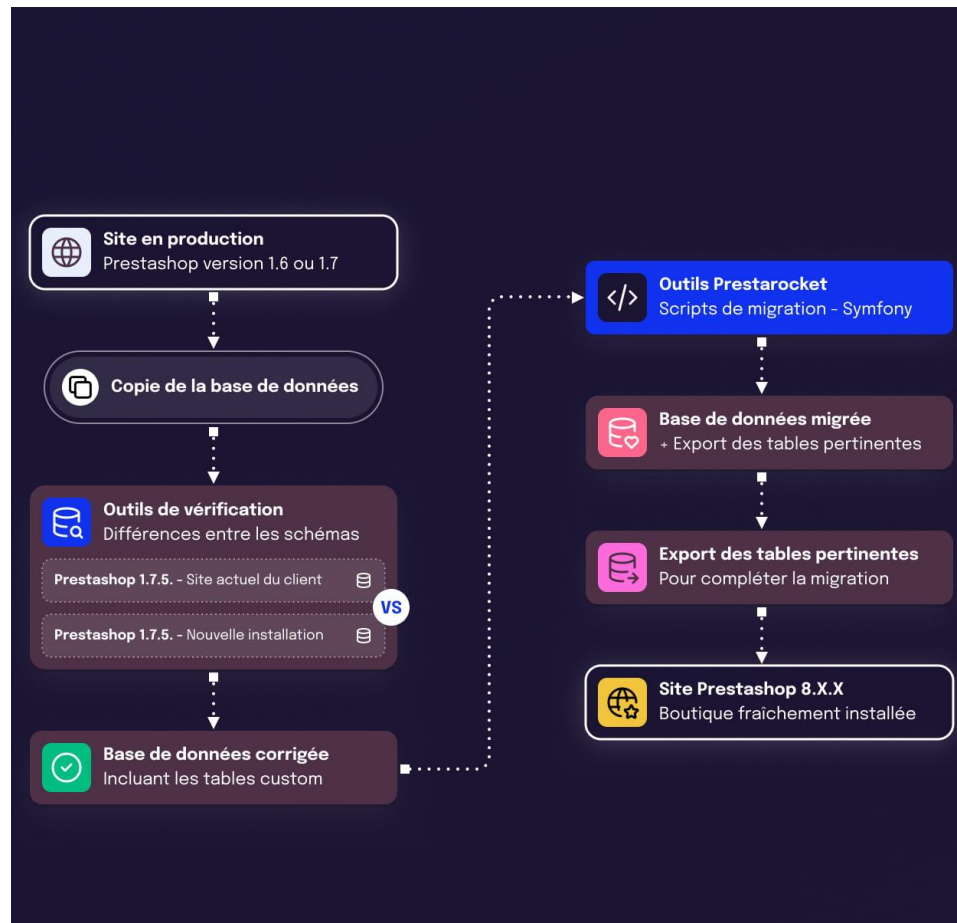 Site en production
Prestashop version 1.6 ou 1.7
Copie de la base de données
Outils de vérification
Différences entre les schémas
Prestashop 1.7.5. - Site actuel du client
VS
Prestashop 1.7.5. - Nouvelle installation
Base de données corrigée
Incluant les tables custom
</>
Outils Prestarocket
Scripts de migration - Symfony
Base de données migrée
+ Export des tables pertinentes
Export des tables pertinentes
Pour compléter la migration
Site Prestashop 8.X.X
Boutique fraîchement installée